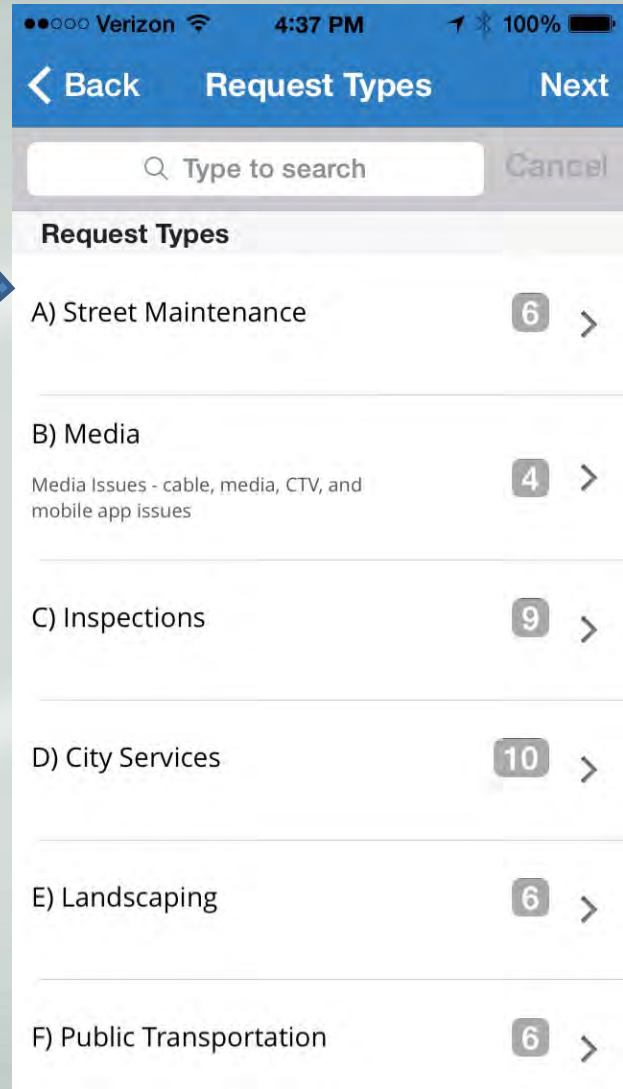 Verizon 4:37 PM 100%
Back Request Types Next
Type to search Cancel
Request Types
A) Street Maintenance 6
B) Media
Media Issues - cable, media, CTV, and
mobile app issues
4
C) Inspections 9
D) City Services 10
E) Landscaping 6
F) Public Transportation 6